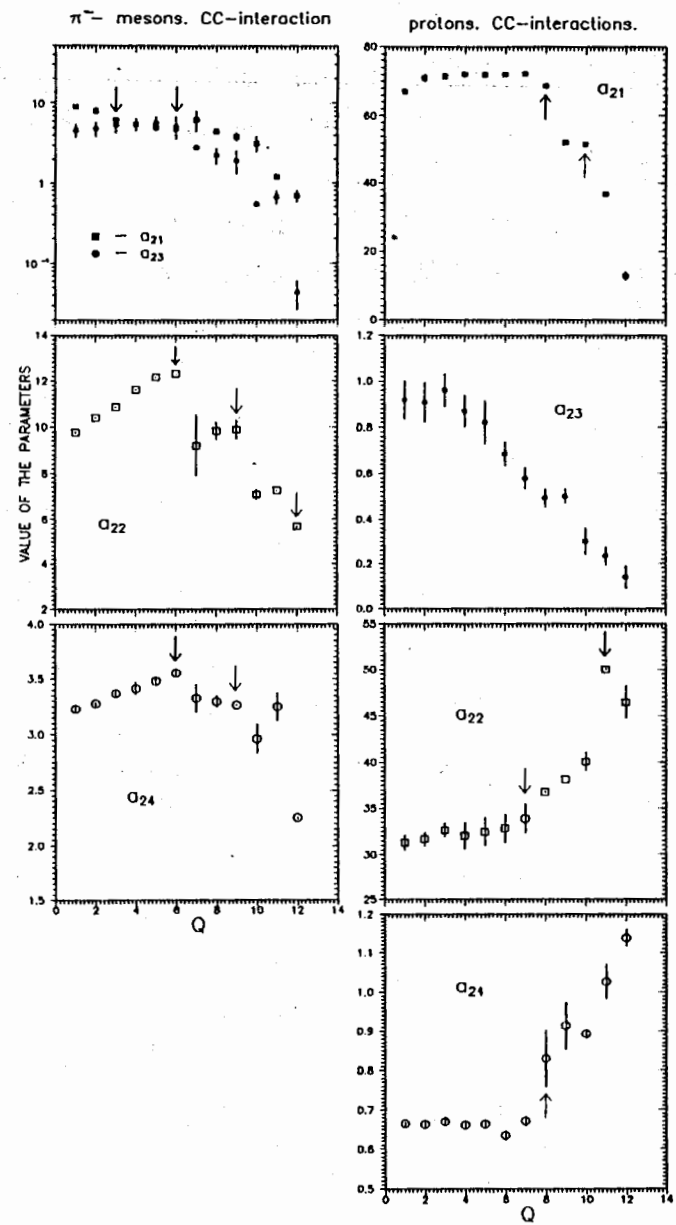 π⁻- mesons. CC-interaction
protons. CC-interactions.
VALUE OF THE PARAMETERS
10
1
10⁻¹
■ - a₂₁
● - a₂₃
14
12
10
8
6
4
2
a₂₂
4.0
3.5
3.0
2.5
2.0
1.5
a₂₄
0 2 4 6 8 10 12 14
Q
80
60
40
20
0
a₂₁
1.2
1.0
0.8
0.6
0.4
0.2
0.0
a₂₃
55
50
45
40
35
30
25
a₂₂
1.2
1.1
1.0
0.9
0.8
0.7
0.6
0.5
a₂₄
0 2 4 6 8 10 12 14
Q